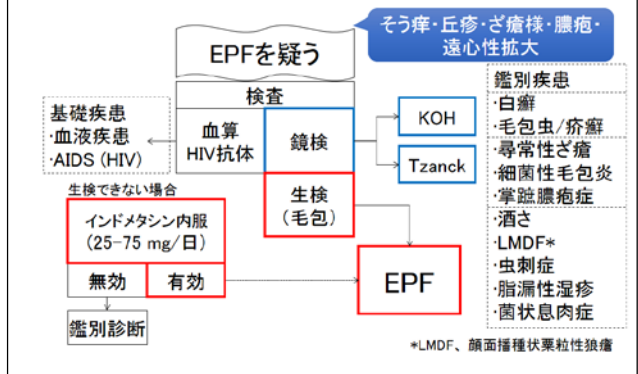 そう痒・丘疹・ざ瘡様・膿疱・
遠心性拡大
EPFを疑う
検査
血算
HIV抗体
鏡検
生検
(毛包)
基礎疾患
・血液疾患
・AIDS (HIV)
KOH
Tzanck
生検できない場合
インドメタシン内服
(25-75 mg/日)
無効
有効
鑑別診断
EPF
鑑別疾患
・白癬
・毛包虫/疥癬
・尋常性ざ瘡
・細菌性毛包炎
・掌蹠膿疱症
・酒さ
・LMDF*
・虫刺症
・脂漏性湿疹
・菌状息肉症
*LMDF、顔面播種状粟粒性狼瘡